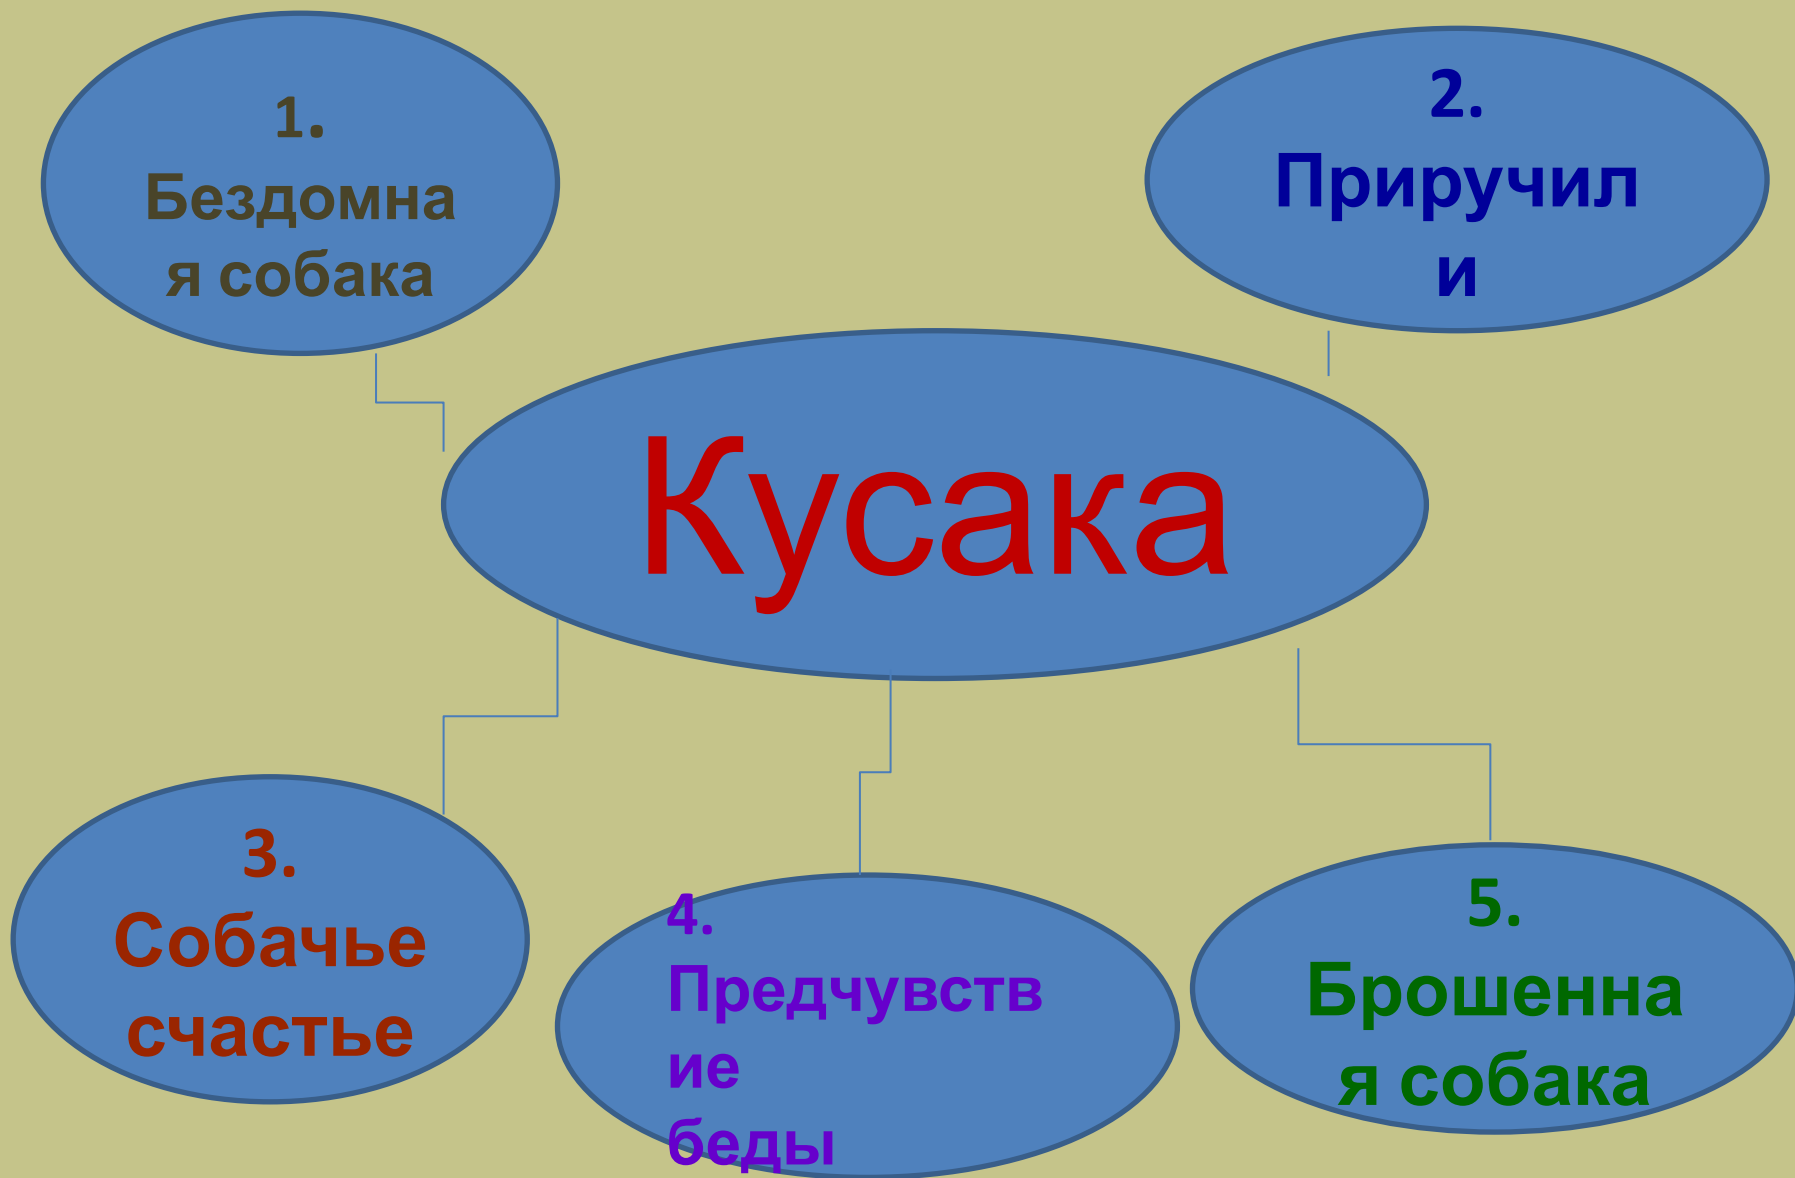 1.
Бездомна
я собака
2.
Приручил
и
Кусака
3.
Собачье
счастье
4.
Предчувств
ие
беды
5.
Брошенна
я собака